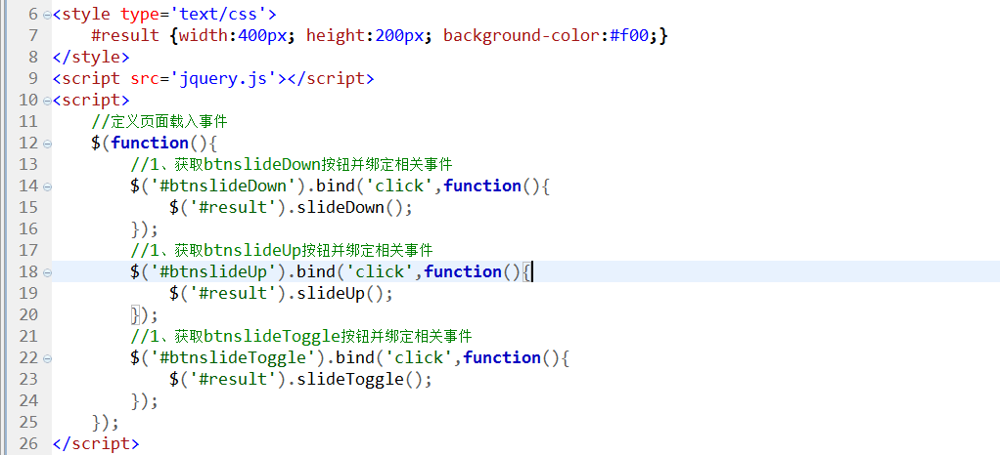 6 <style type='text/css'>
7     #result {width:400px; height:200px; background-color:#f00;}
8 </style>
9 <script src='jquery.js'></script>
10 <script>
11     //定义页面载入事件
12     $(function(){
13         //1、获取btnslideDown按钮并绑定相关事件
14         $('#btnslideDown').bind('click',function(){
15             $('#result').slideDown();
16         });
17         //1、获取btnslideUp按钮并绑定相关事件
18         $('#btnslideUp').bind('click',function(){
19             $('#result').slideUp();
20         });
21         //1、获取btnslideToggle按钮并绑定相关事件
22         $('#btnslideToggle').bind('click',function(){
23             $('#result').slideToggle();
24         });
25     });
26 </script>